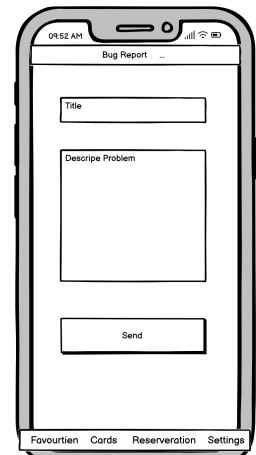 09:52 AM
Bug Report ...
Title
Descripe Problem
Send
Favourtien Cards Reserveration Settings